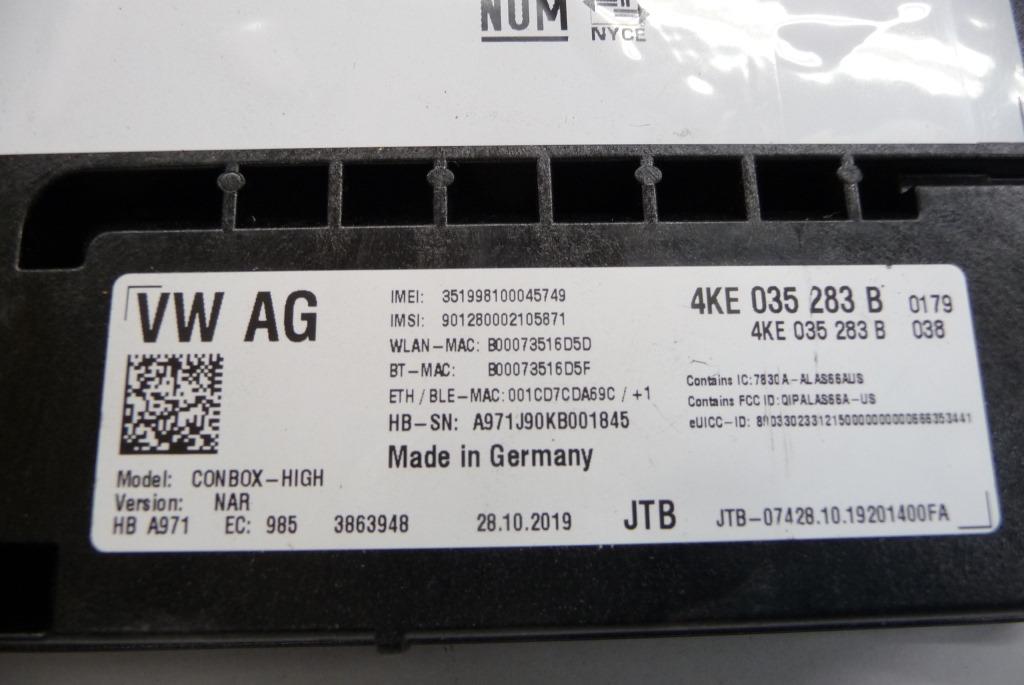 NOM
NYCE
VW AG
IMEI: 351998100045749
IMSI: 901280002105871
WLAN-MAC: B00073516D5D
BT-MAC: B00073516D5F
ETH / BLE-MAC: 001CD7CDA69C / +1
HB-SN: A971J90KB001845
Made in Germany
4KE 035 283 B 0179
4KE 035 283 B 038
Contains IC: 7830A-ALAS66AUS
Contains FCC ID: QIPALAS66A-US
eUICC-ID:
Model: CONBOX-HIGH
Version: NAR
HB A971 EC: 985 3863948 28.10.2019 JTB JTB-07428.10.19201400FA